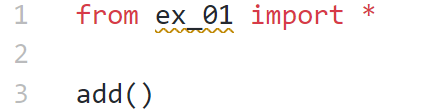 1 from ex_01 import *
2
3 add()